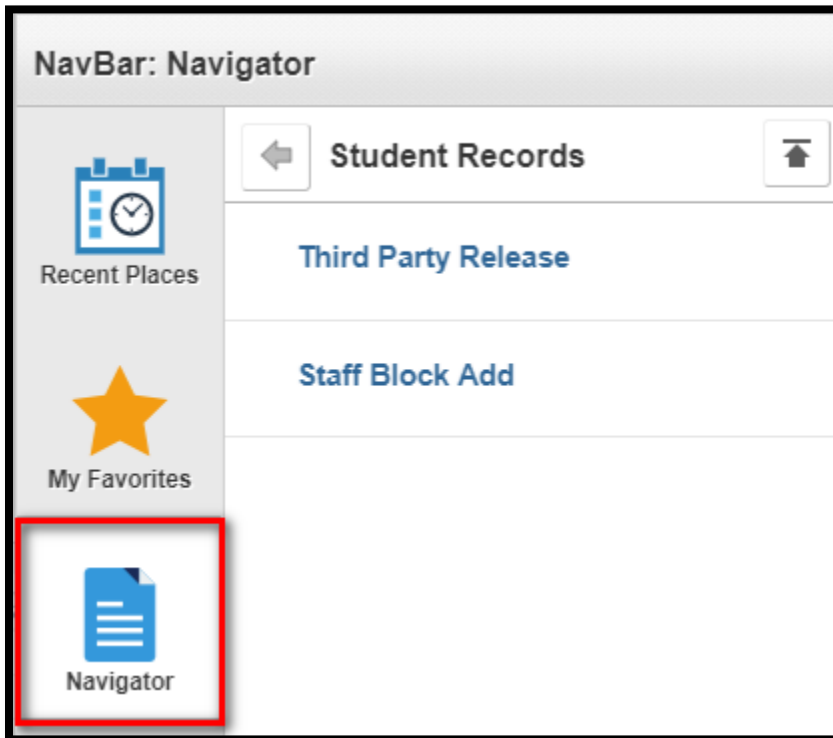 NavBar: Navigator
Student Records
Recent Places
Third Party Release
Staff Block Add
My Favorites
Navigator